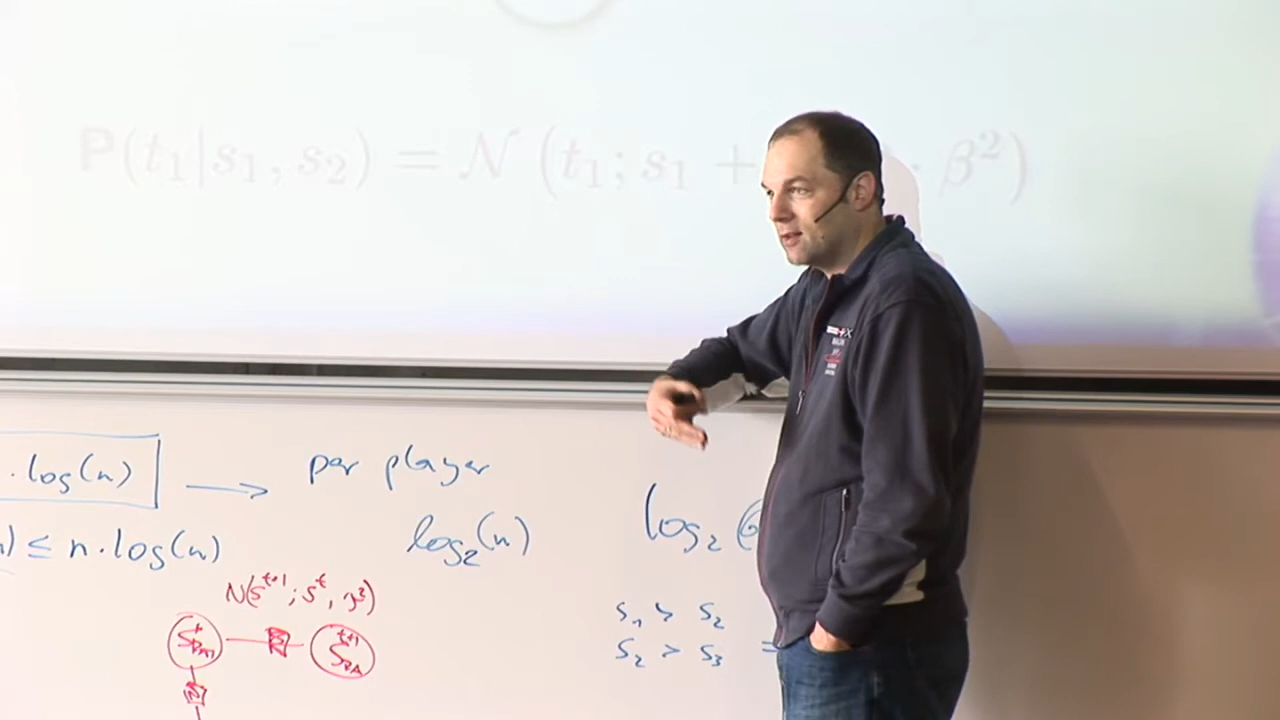 P(t₁|s₁, s₂) = N (t₁; s₁ + · β²)
· log(n) → per player
) ≤ n · log(n) log₂(n) log₂(
N(s^{t+1}; s^t, γ²)
s₁ > s₂
s₂ > s₃ =